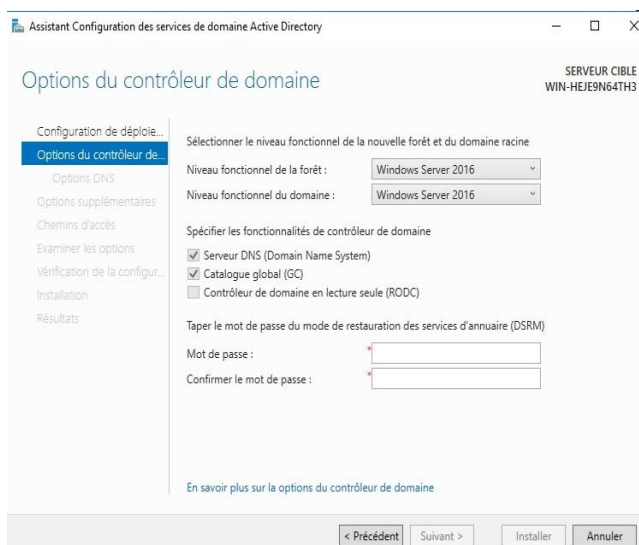 Assistant Configuration des services de domaine Active Directory
Options du contrôleur de domaine
SERVEUR CIBLE
WIN-HEJE9N64TH3
Configuration de déploie...
Options du contrôleur de...
Options DNS
Options supplémentaires
Chemins d'accès
Examiner les options
Vérification de la configur...
Installation
Résultats
Sélectionner le niveau fonctionnel de la nouvelle forêt et du domaine racine
Niveau fonctionnel de la forêt : Windows Server 2016
Niveau fonctionnel du domaine : Windows Server 2016
Spécifier les fonctionnalités de contrôleur de domaine
Serveur DNS (Domain Name System)
Catalogue global (GC)
Contrôleur de domaine en lecture seule (RODC)
Taper le mot de passe du mode de restauration des services d'annuaire (DSRM)
Mot de passe : *
Confirmer le mot de passe : *
En savoir plus sur la options du contrôleur de domaine
< Précédent Suivant > Installer Annuler